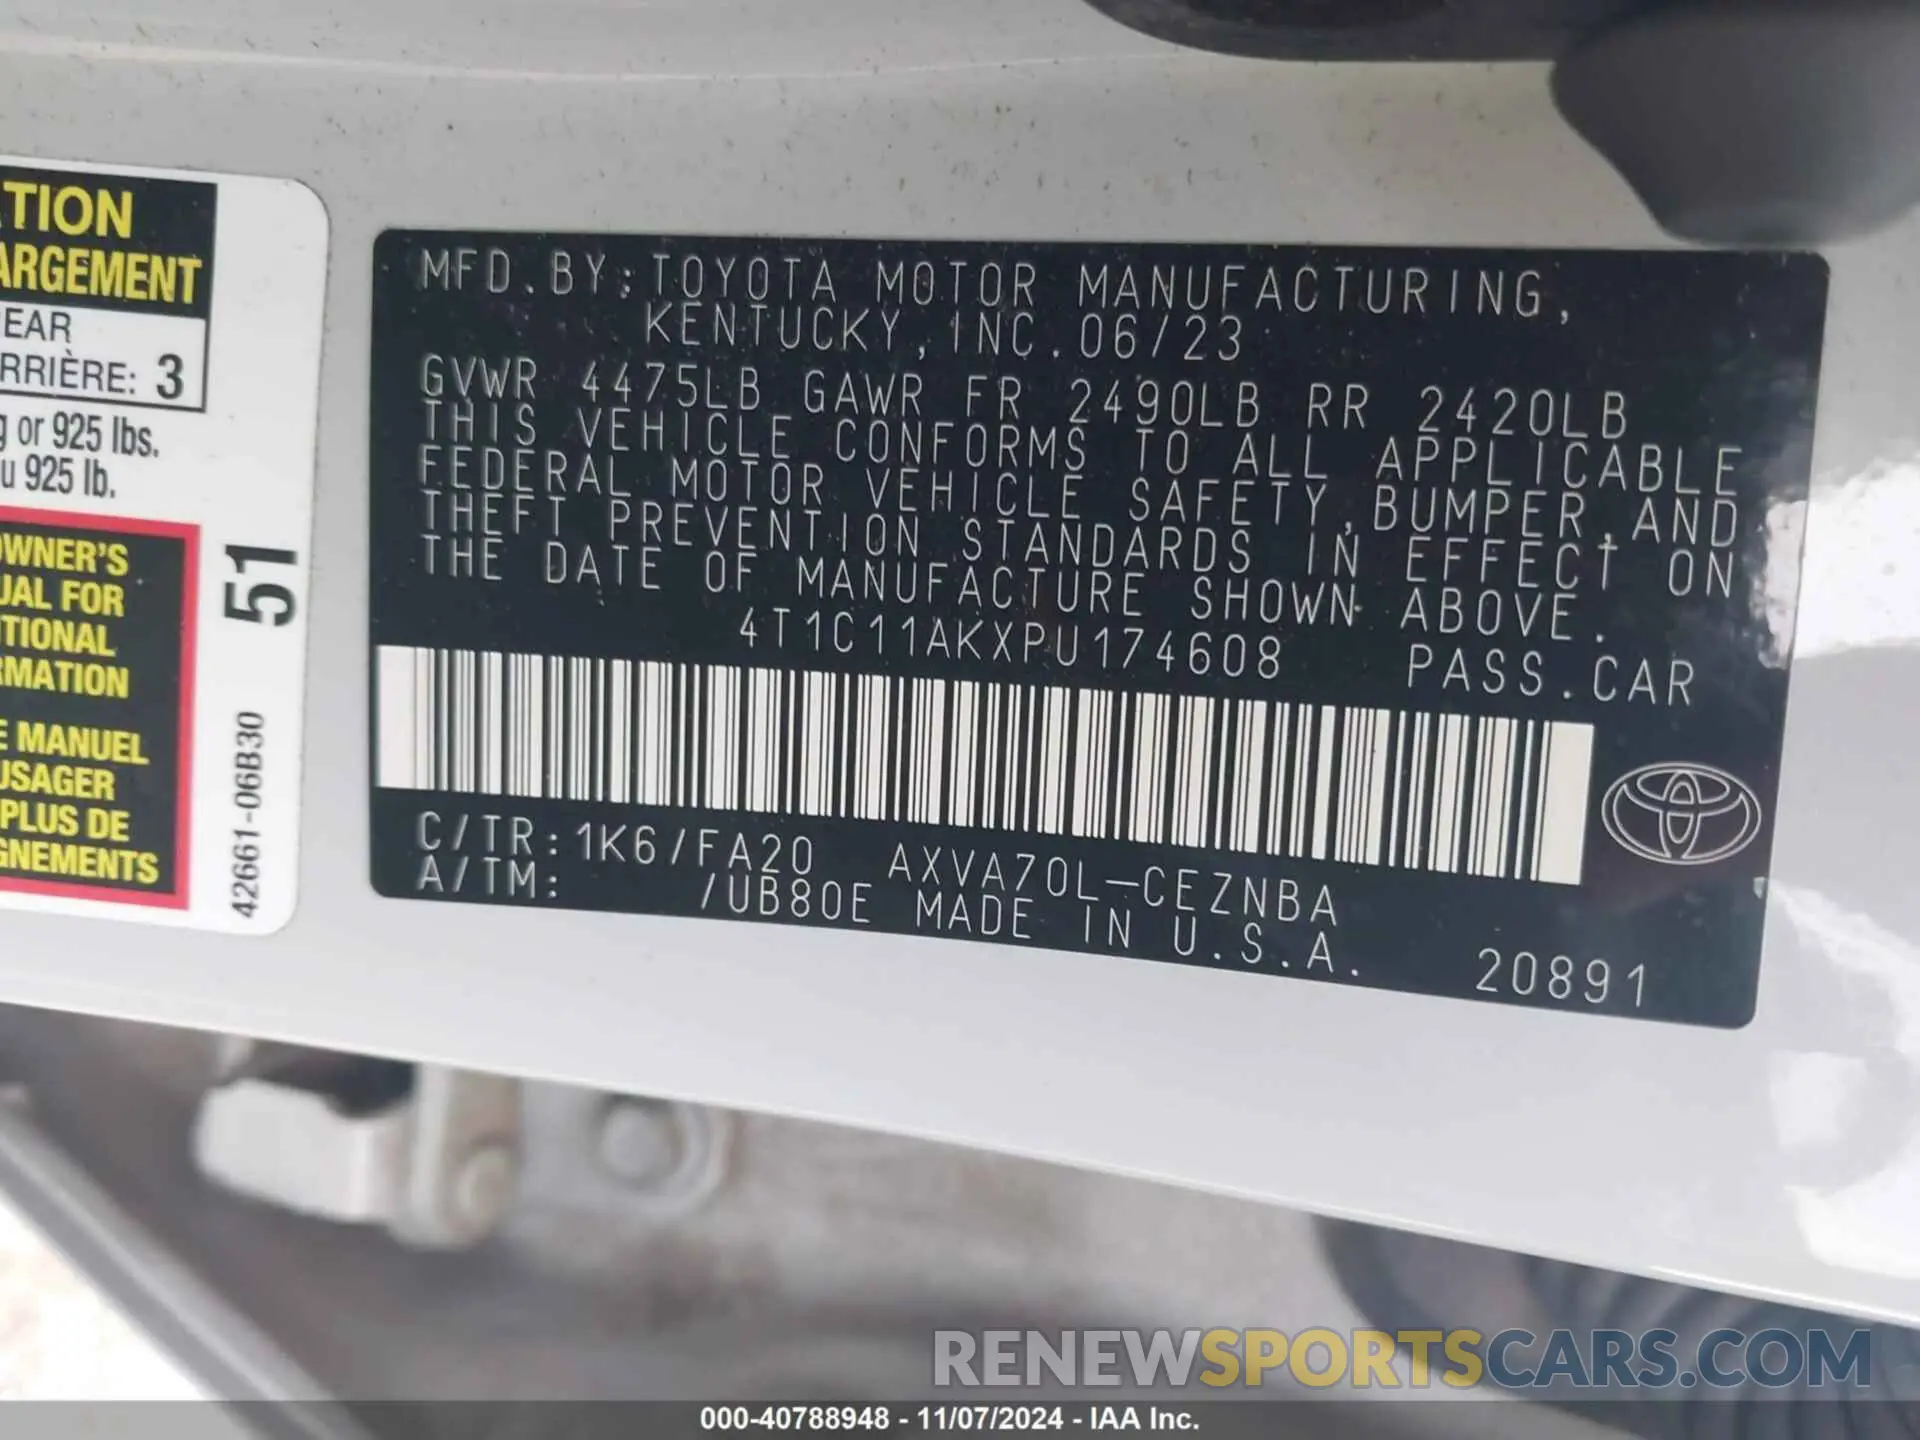 TION
ARGEMENT
EAR
RRIÈRE: 3
g or 925 lbs.
u 925 lb.
OWNER'S
UAL FOR
TIONAL
RMATION
E MANUEL
USAGER
PLUS DE
GNEMENTS
51
42661-06B30
MFD.BY:TOYOTA MOTOR MANUFACTURING,
KENTUCKY,INC.06/23
GVWR 4475LB GAWR FR 2490LB RR 2420LB
THIS VEHICLE CONFORMS TO ALL APPLICABLE
FEDERAL MOTOR VEHICLE SAFETY,BUMPER,AND
THEFT PREVENTION STANDARDS IN EFFECT ON
THE DATE OF MANUFACTURE SHOWN ABOVE.
4T1C11AKXPU174608 PASS.CAR
C/TR:1K6/FA20 AXVA70L-CEZNBA
A/TM: /UB80E MADE IN U.S.A.
20891
RENEWSPORTSCARS.COM
000-40788948 - 11/07/2024 - IAA Inc.